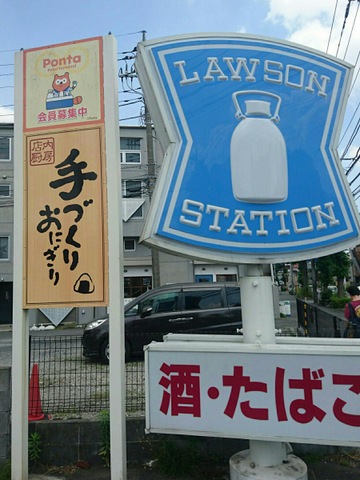 Ponta
会員募集中
店内
厨房
手づくり
おにぎり
LAWSON
STATION
酒・たばこ